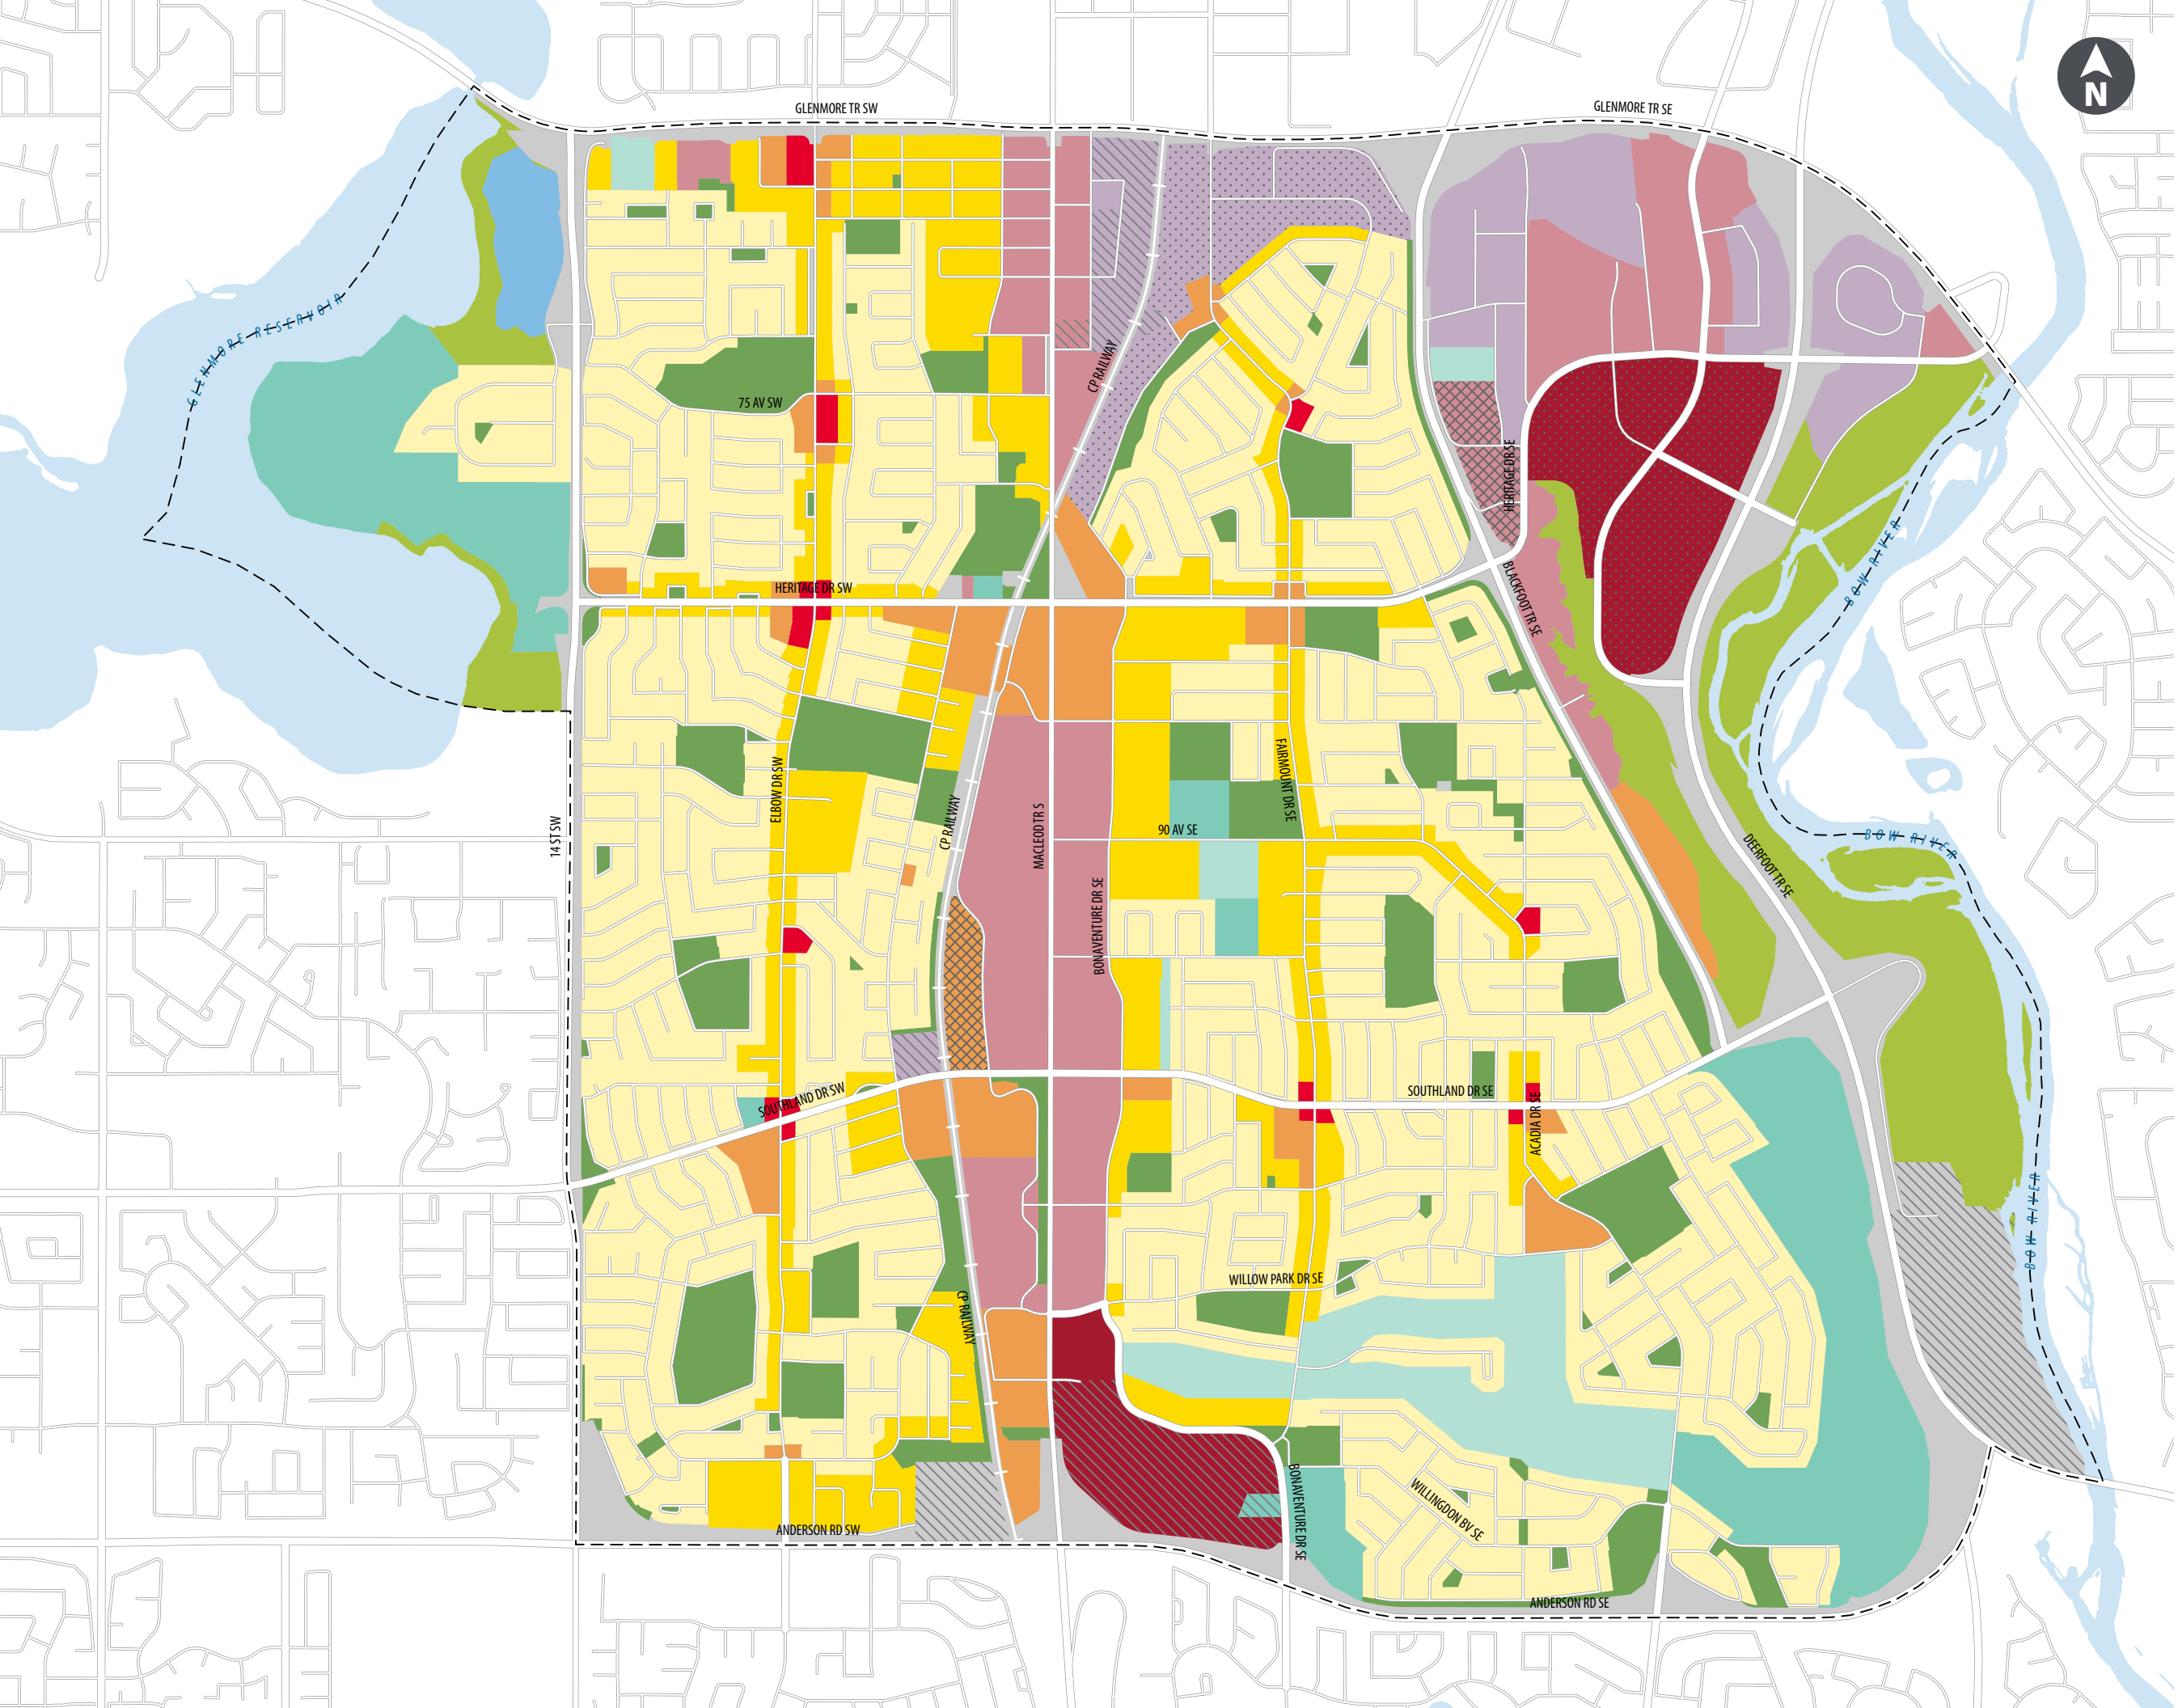 N
GLENMORE TR SW
GLENMORE TR SE
GLENMORE RESERVOIR
CP RAILWAY
75 AV SW
HERITAGE DR SE
BOW RIVER
HERITAGE DR SW
BLACKFOOT TR SE
ELBOW DR SW
FAIRMOUNT DR SE
14 ST SW
CP RAILWAY
MACLEOD TR S
90 AV SE
BOW RIVER
DEERFOOT TR SE
BONAVENTURE DR SE
SOUTHLAND DR SW
SOUTHLAND DR SE
ACADIA DR SE
BOW RIVER
WILLOW PARK DR SE
CP RAILWAY
WILLINGDON BV SE
BONAVENTURE DR SE
ANDERSON RD SW
ANDERSON RD SE